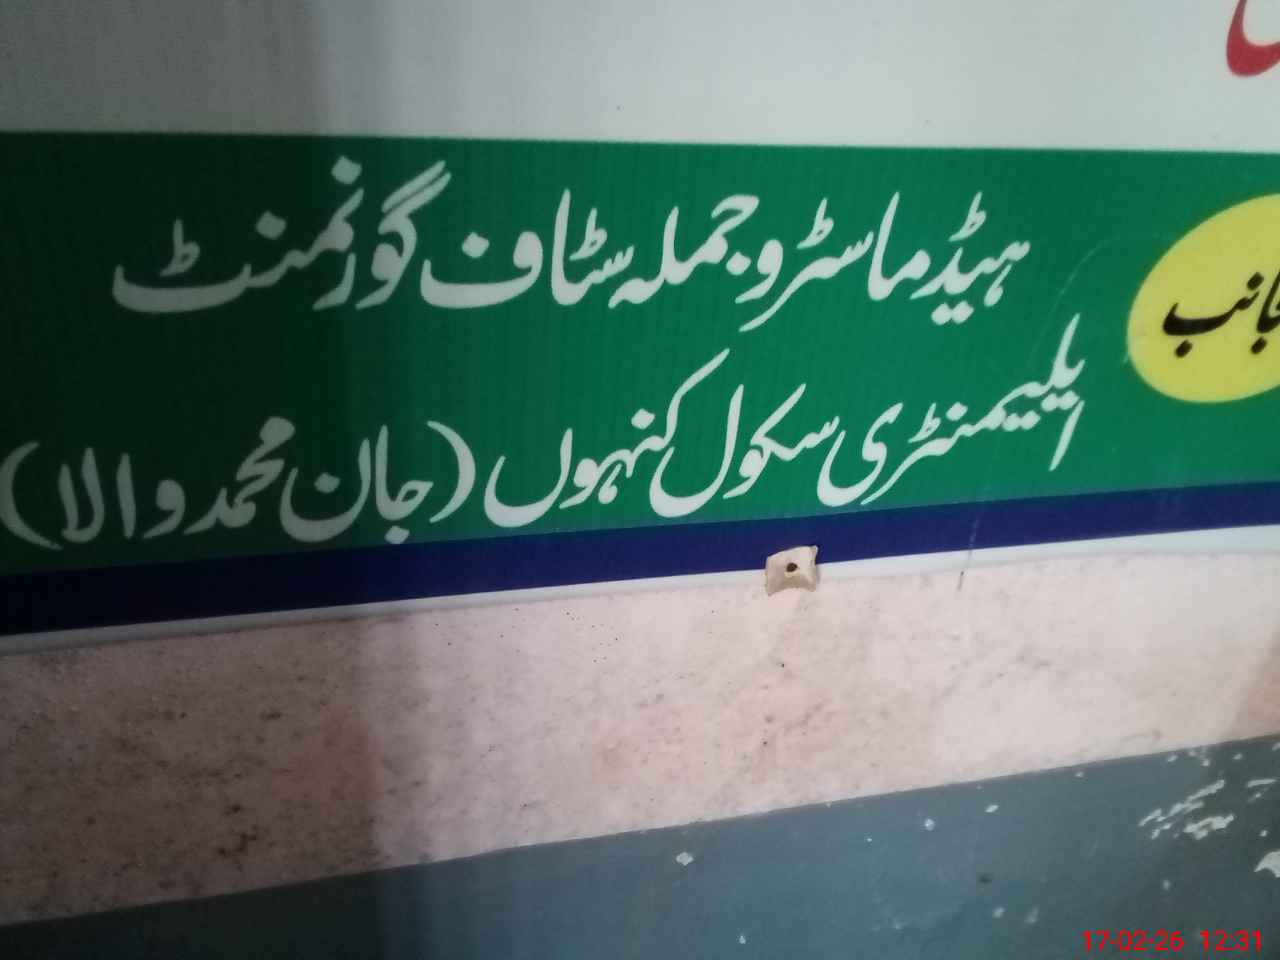 جانب
ہیڈ ماسٹر و جملہ سٹاف گورنمنٹ
ایلیمنٹری سکول کنہوں (جان محمد والا)
17-02-26 12:31